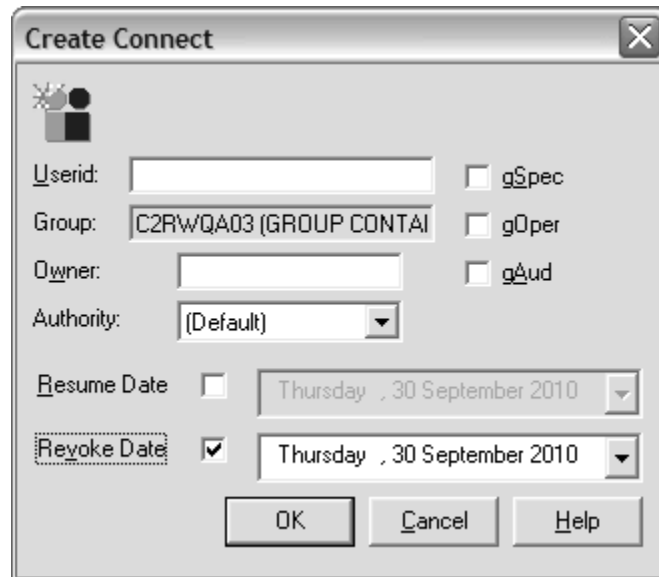 Create Connect
Userid: gSpec
Group: C2RWQA03 (GROUP CONTAI gOper
Owner: gAud
Authority: (Default)
Resume Date Thursday , 30 September 2010
Revoke Date Thursday , 30 September 2010
OK Cancel Help